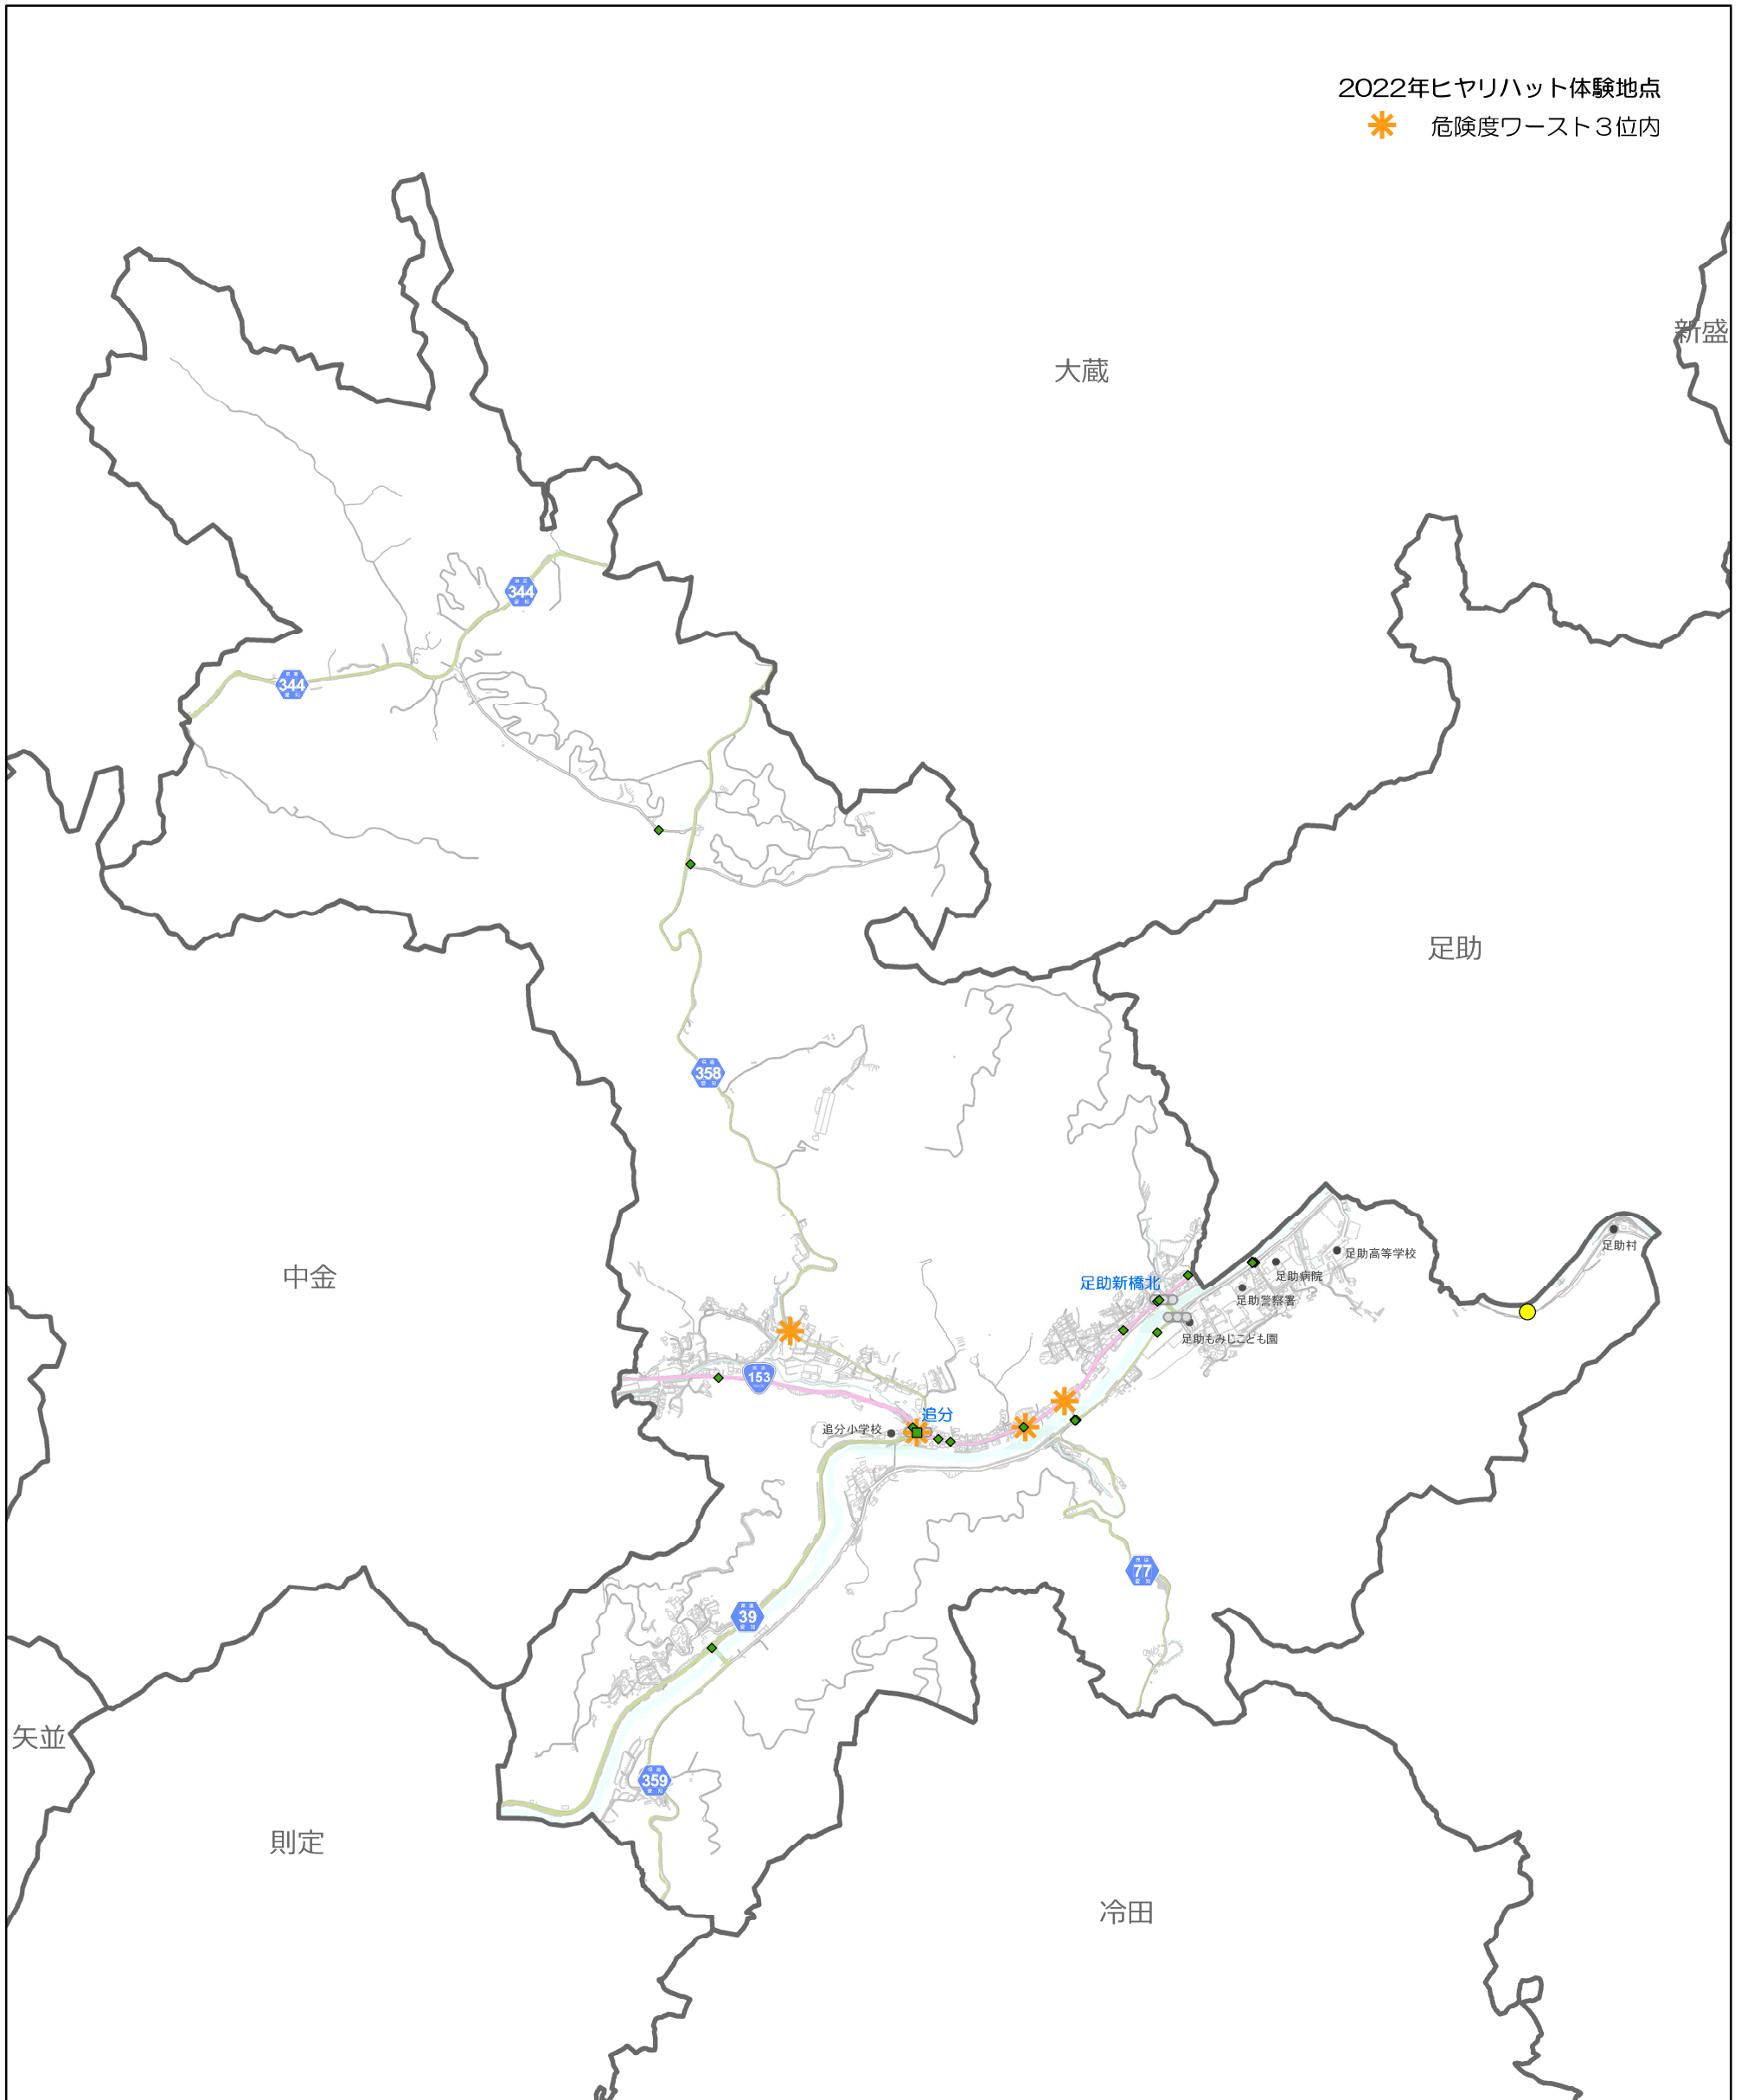 2022年ヒヤリハット体験地点
危険度ワースト3位内
新盛
大蔵
344
344
足助
358
足助村
足助高等学校
足助病院
中金
足助新橋北
足助警察署
足助もみじこども園
153
追分
追分小学校
77
39
矢並
359
則定
冷田